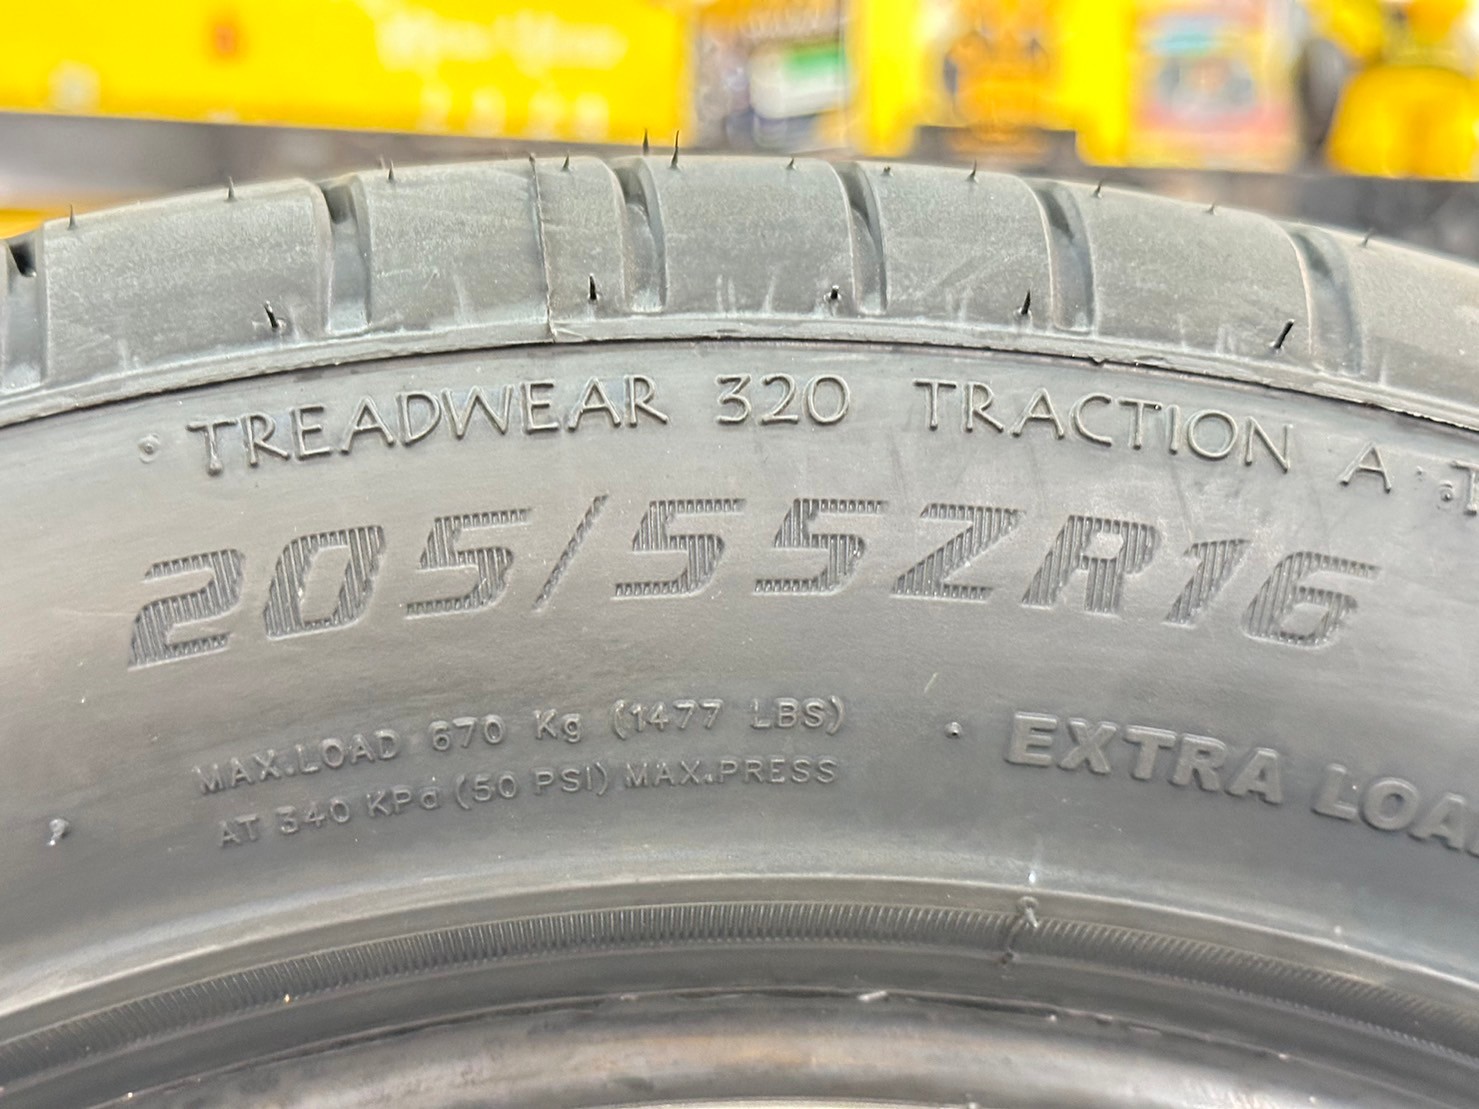 TREADWEAR 320 TRACTION A
205/55ZR16
MAX.LOAD 670 Kg (1477 LBS)
AT 340 KPa (50 PSI) MAX.PRESS
EXTRA LOA